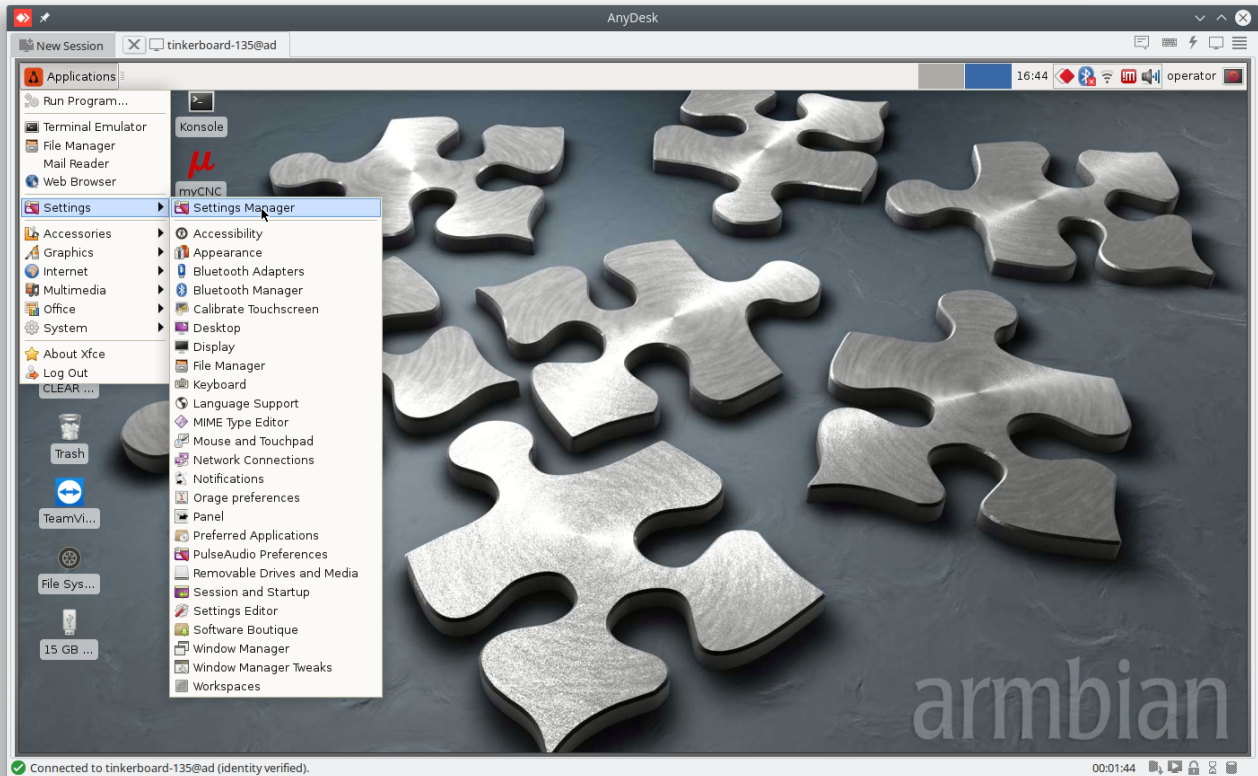 AnyDesk
New Session
tinkerboard-135@ad
Applications
16:44
operator
Run Program...
Terminal Emulator
File Manager
Mail Reader
Web Browser
Settings
Accessories
Graphics
Internet
Multimedia
Office
System
About Xfce
Log Out
Settings Manager
Accessibility
Appearance
Bluetooth Adapters
Bluetooth Manager
Calibrate Touchscreen
Desktop
Display
File Manager
Keyboard
Language Support
MIME Type Editor
Mouse and Touchpad
Network Connections
Notifications
Orage preferences
Panel
Preferred Applications
PulseAudio Preferences
Removable Drives and Media
Session and Startup
Settings Editor
Software Boutique
Window Manager
Window Manager Tweaks
Workspaces
Konsole
µ
myCNC
CLEAR ...
Trash
TeamVi...
File Sys...
15 GB ...
armbian
Connected to tinkerboard-135@ad (identity verified).
00:01:44